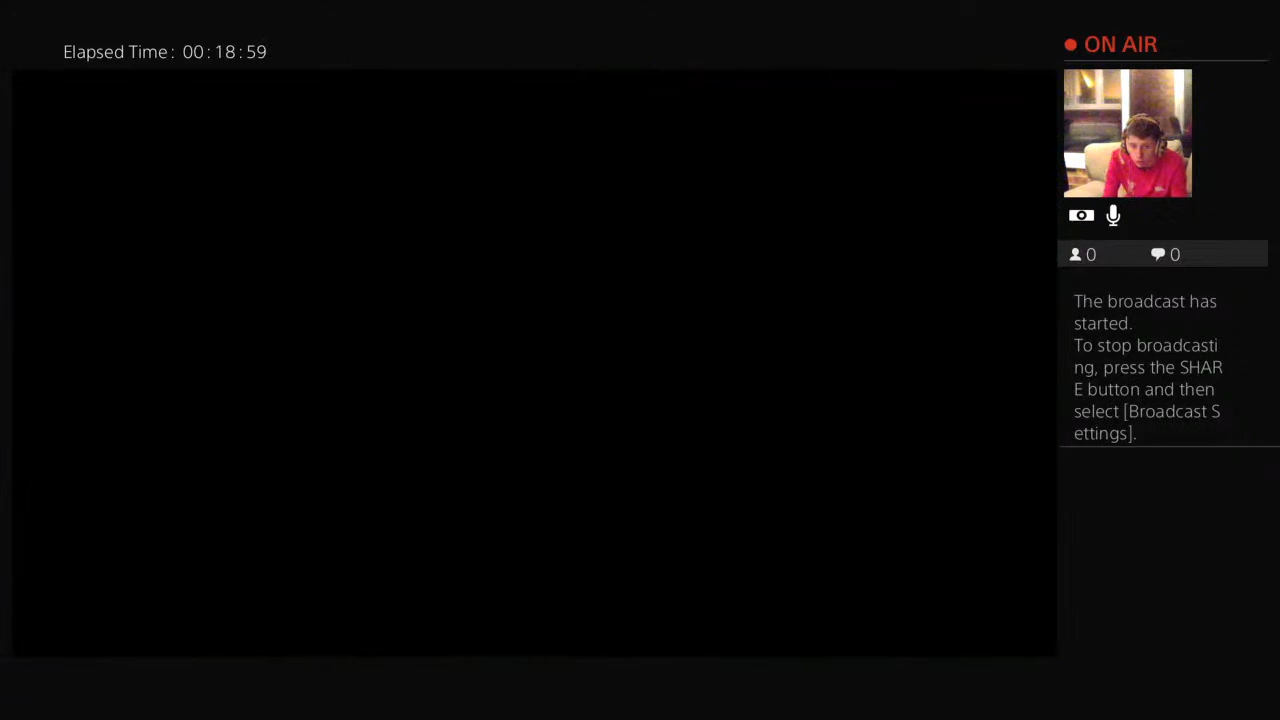 Elapsed Time: 00:18:59
ON AIR
0 0
The broadcast has
started.
To stop broadcasti
ng, press the SHAR
E button and then
select [Broadcast S
ettings].